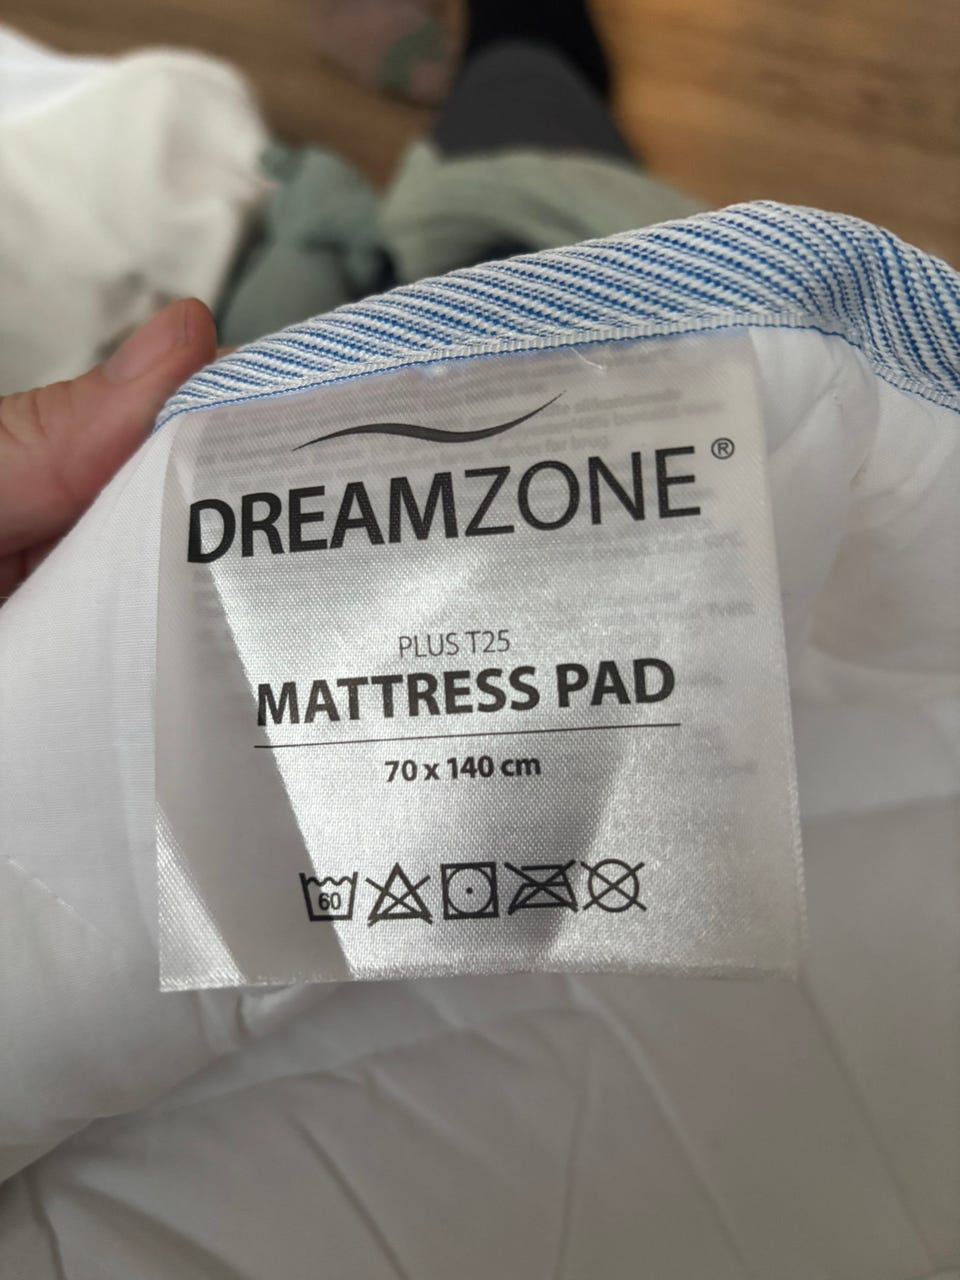 DREAMZONE®
PLUS T25
MATTRESS PAD
70 x 140 cm
60